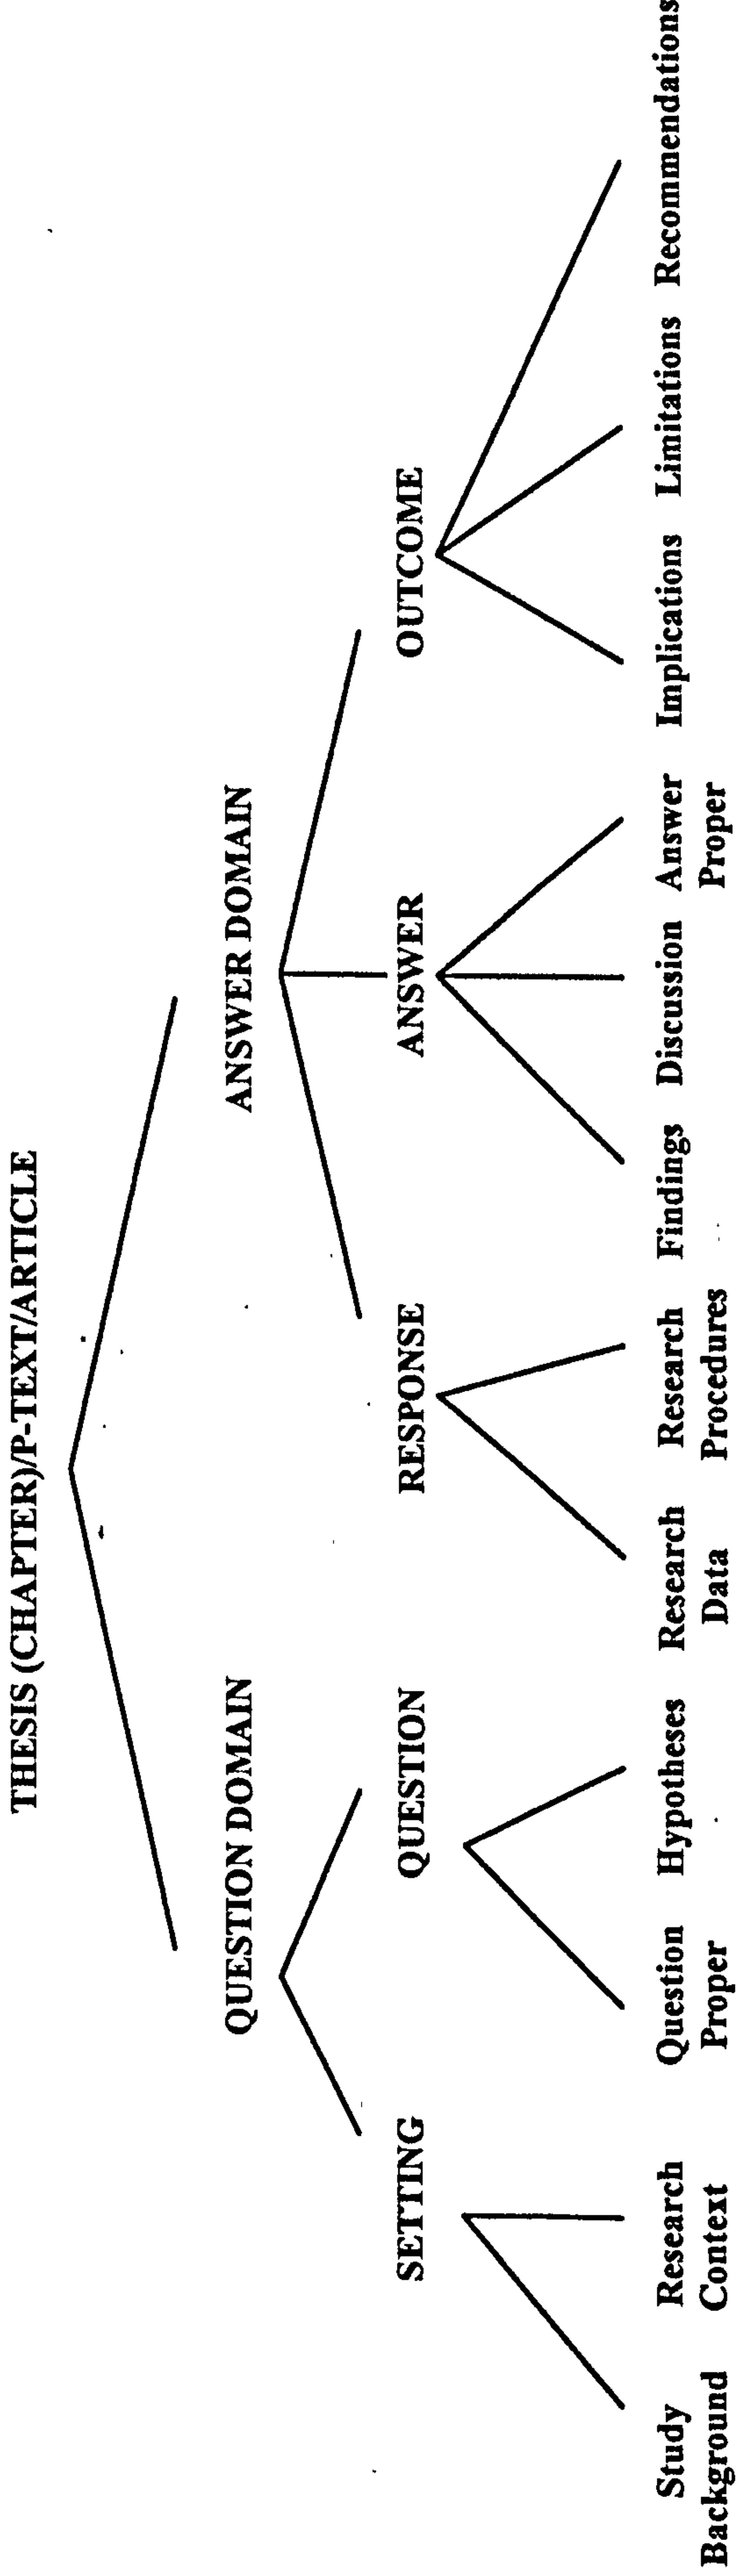 THESIS (CHAPTER)/P-TEXT/ARTICLE
QUESTION DOMAIN
ANSWER DOMAIN
SETTING
QUESTION
RESPONSE
ANSWER
OUTCOME
Study
Background
Research
Context
Question
Proper
Hypotheses
Research
Data
Research
Procedures
Findings
Discussion
Answer
Proper
Implications
Limitations
Recommendations